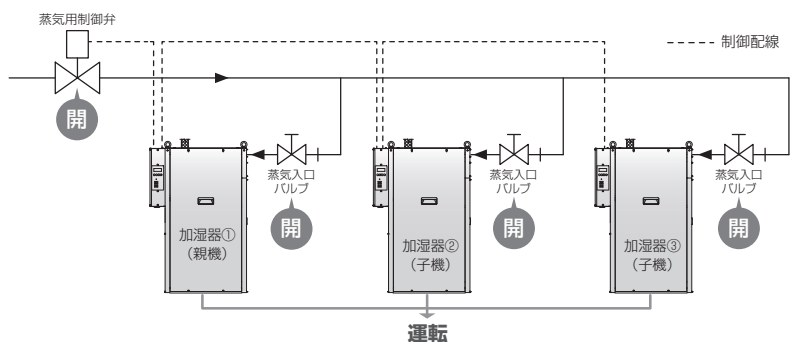 蒸気用制御弁
制御配線
開
蒸気入口
バルブ
開
蒸気入口
バルブ
開
蒸気入口
バルブ
開
加湿器①
（親機）
加湿器②
（子機）
加湿器③
（子機）
運転